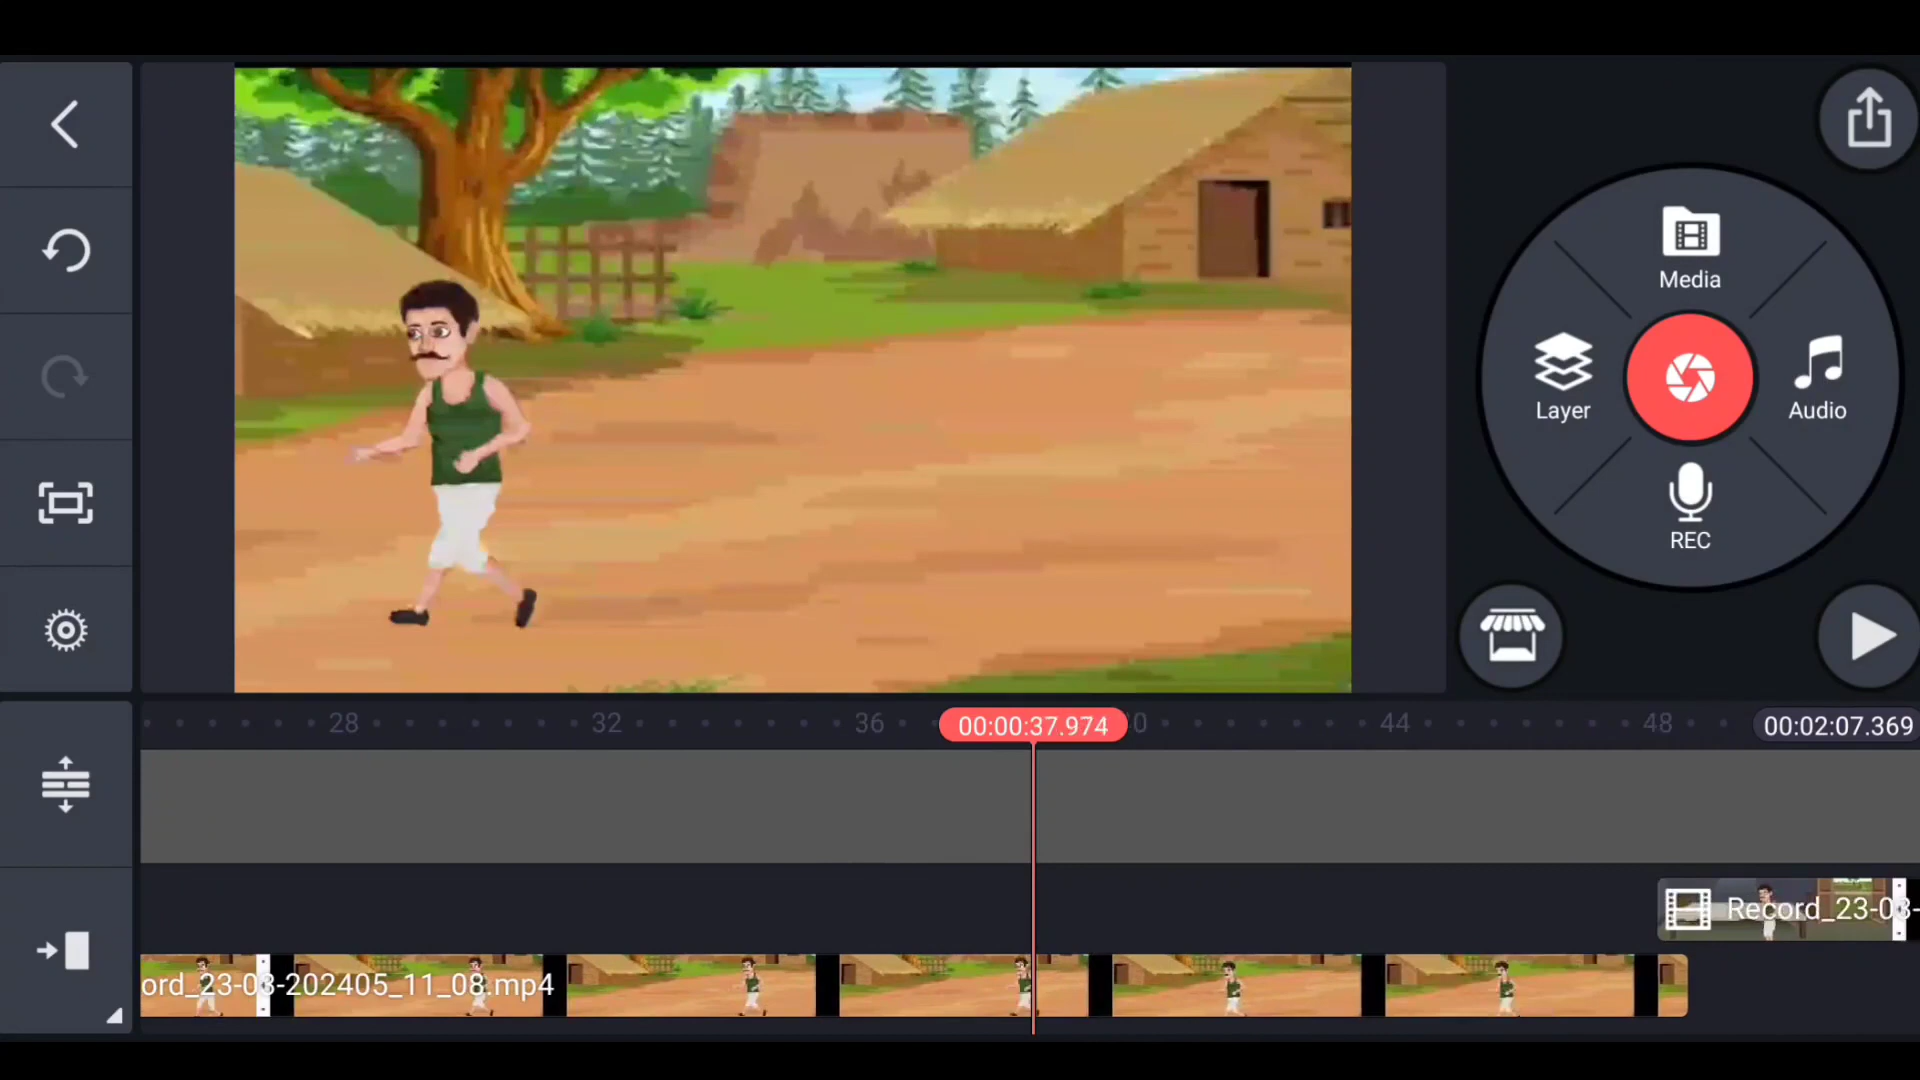 Media
Layer
Audio
REC
28
32
36
00:00:37.974
0
44
48
00:02:07.369
Record_23-03-
ord_23-03-202405_11_08.mp4